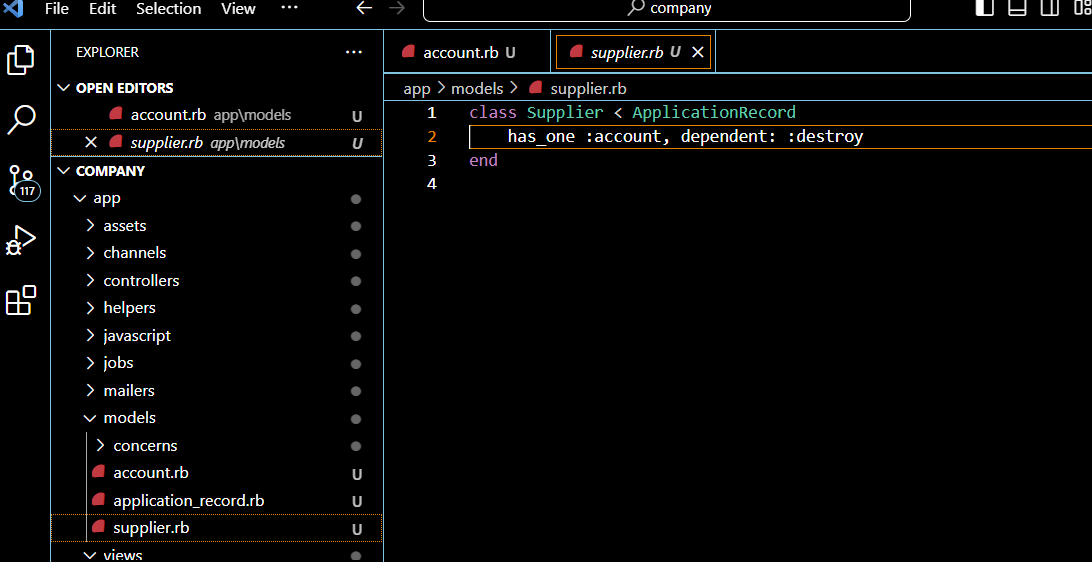 File Edit Selection View ··· company
EXPLORER ···
OPEN EDITORS
account.rb app\models U
supplier.rb app\models U
COMPANY
app
assets
channels
controllers
helpers
javascript
jobs
mailers
models
concerns
account.rb U
application_record.rb U
supplier.rb U
views
117
account.rb U supplier.rb U
app > models > supplier.rb
1 class Supplier < ApplicationRecord
2 has_one :account, dependent: :destroy
3 end
4